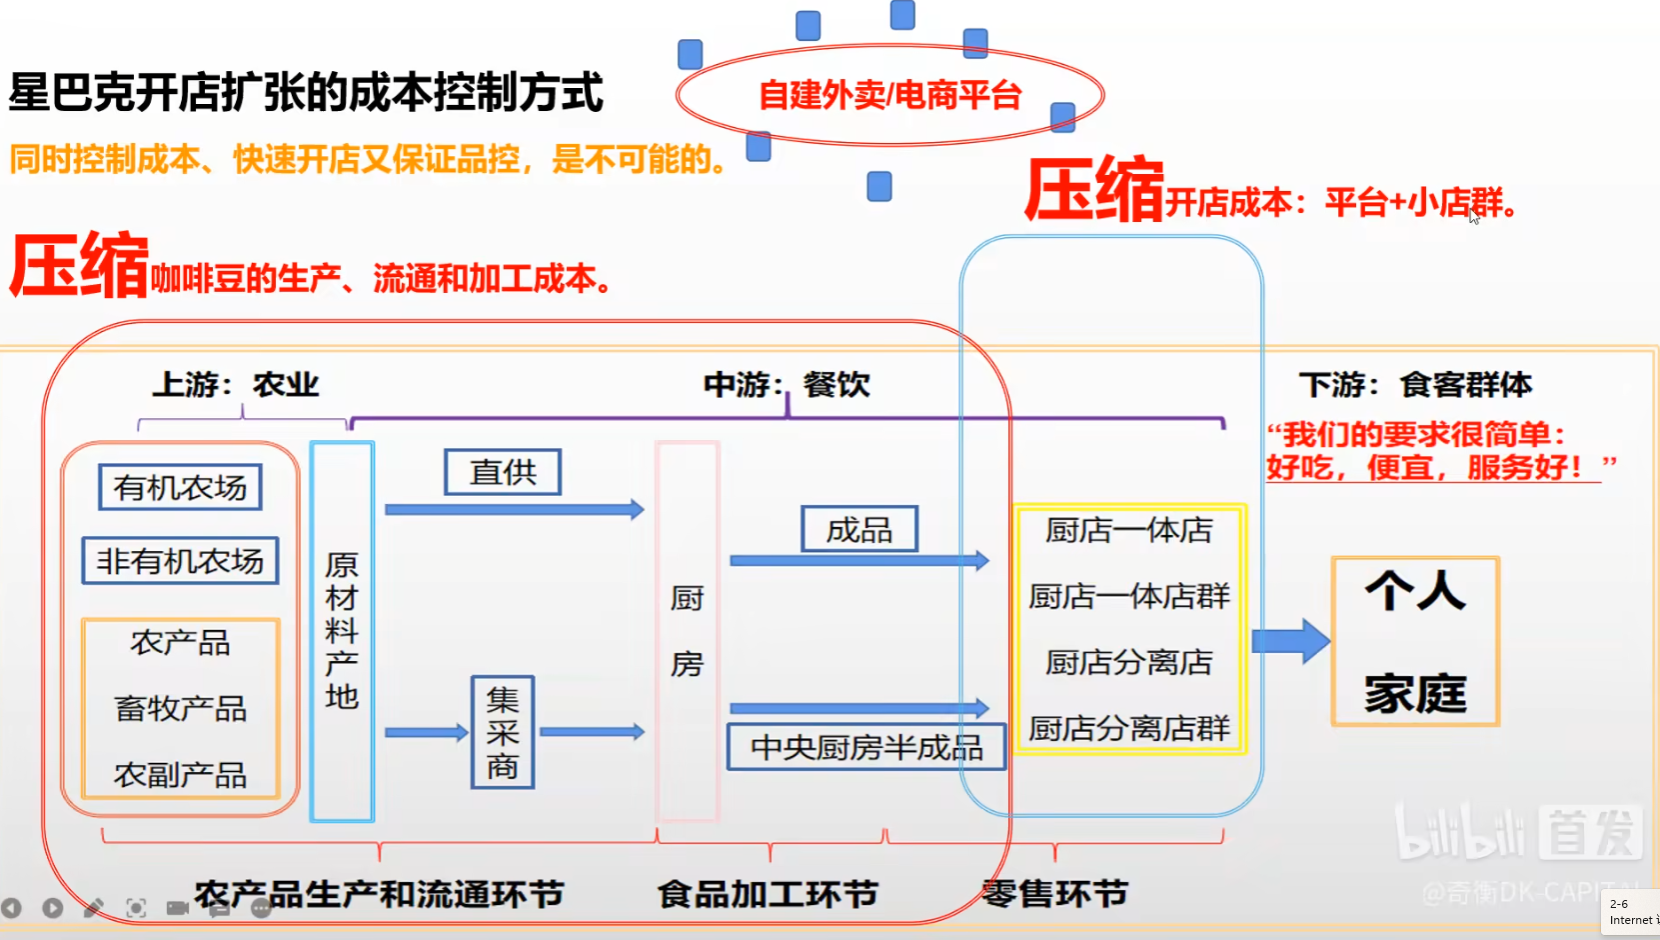 自建外卖/电商平台
星巴克开店扩张的成本控制方式
同时控制成本、快速开店又保证品控，是不可能的。
压缩开店成本：平台+小店群。
压缩咖啡豆的生产、流通和加工成本。
上游：农业
中游：餐饮
下游：食客群体
“我们的要求很简单：
好吃，便宜，服务好！”
有机农场
非有机农场
农产品
畜牧产品
农副产品
原材料产地
直供
集采商
厨房
成品
中央厨房半成品
厨店一体店
厨店一体店群
厨店分离店
厨店分离店群
个人
家庭
农产品生产和流通环节
食品加工环节
零售环节
bilibili 首发
@奇衡DK-CAPITAL
2-6
Internet